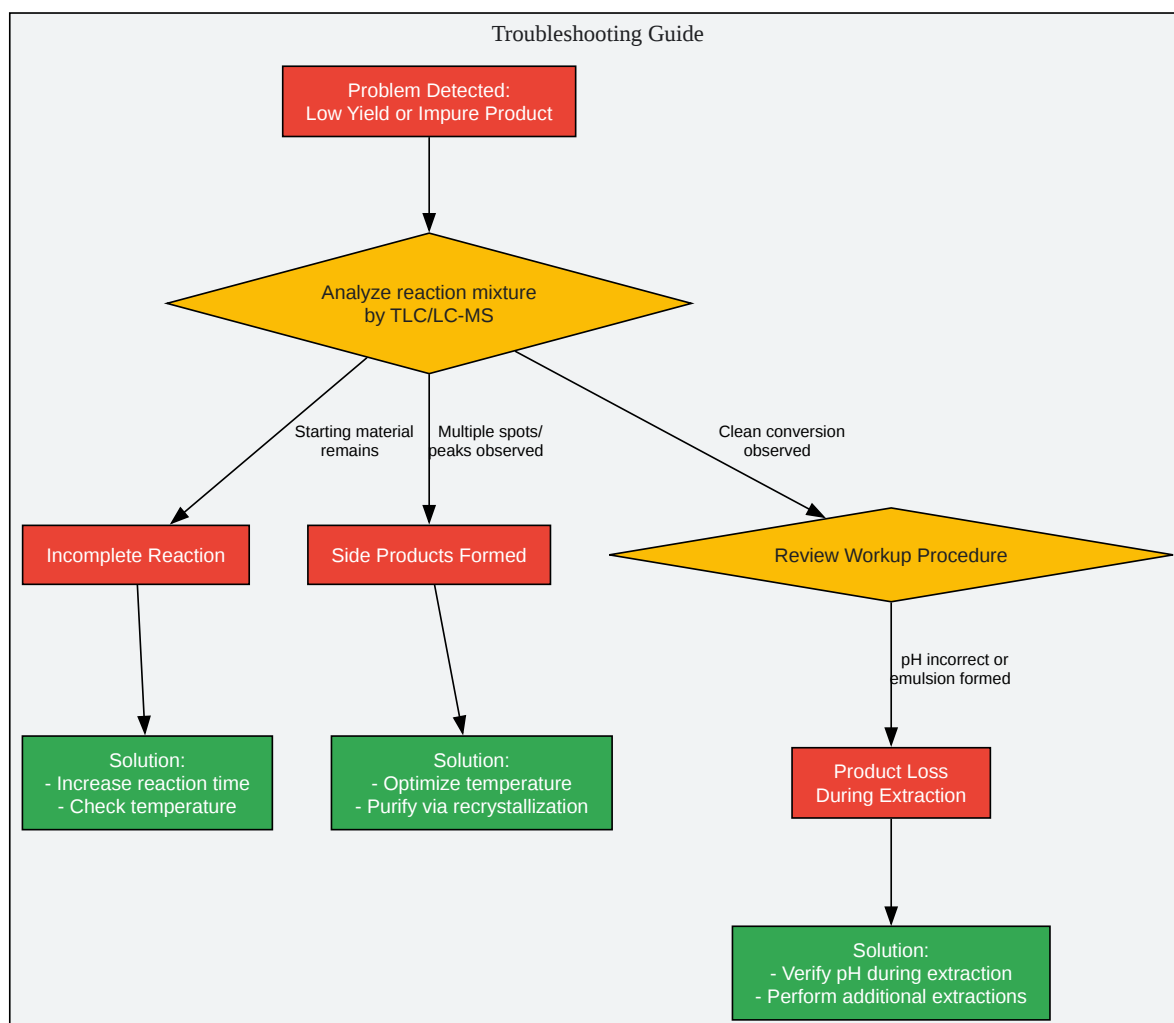 Troubleshooting Guide
Problem Detected:
Low Yield or Impure Product
Analyze reaction mixture
by TLC/LC-MS
Starting material
remains
Multiple spots/
peaks observed
Clean conversion
observed
Incomplete Reaction
Side Products Formed
Review Workup Procedure
pH incorrect or
emulsion formed
Solution:
- Increase reaction time
- Check temperature
Solution:
- Optimize temperature
- Purify via recrystallization
Product Loss
During Extraction
Solution:
- Verify pH during extraction
- Perform additional extractions